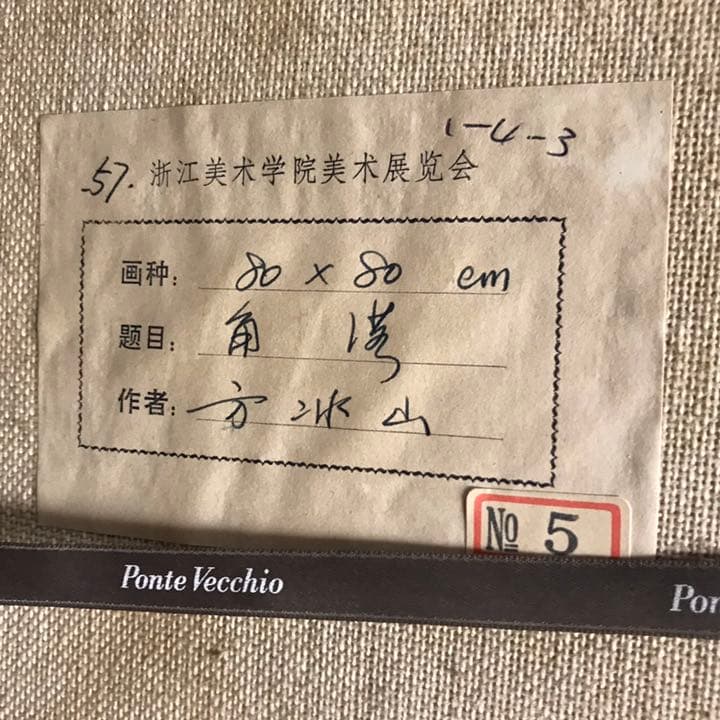 1-4-3
57. 浙江美术学院美术展览会
画种: 80 × 80 cm
题目: 角 港
作者: 方冰山
No 5
Ponte Vecchio
Pon